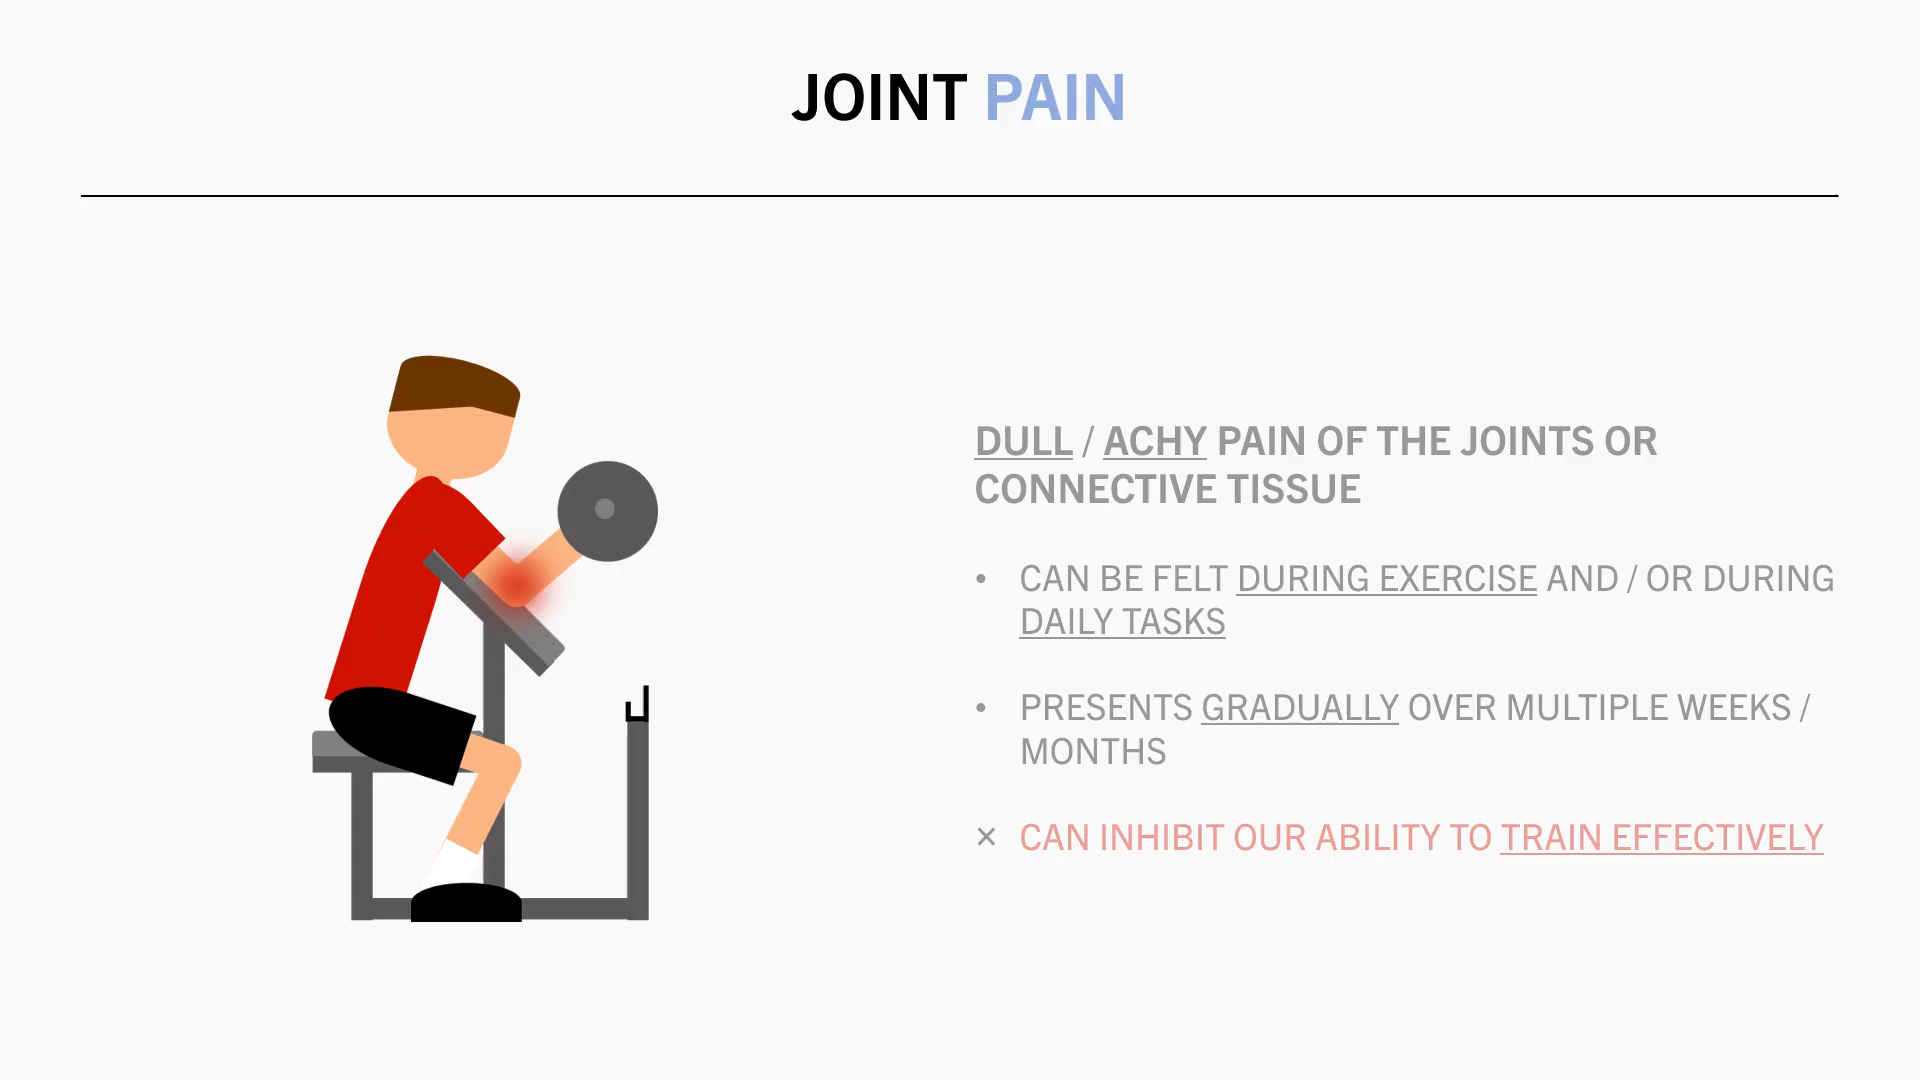 JOINT PAIN
DULL / ACHY PAIN OF THE JOINTS OR
CONNECTIVE TISSUE
• CAN BE FELT DURING EXERCISE AND / OR DURING
DAILY TASKS
• PRESENTS GRADUALLY OVER MULTIPLE WEEKS /
MONTHS
× CAN INHIBIT OUR ABILITY TO TRAIN EFFECTIVELY